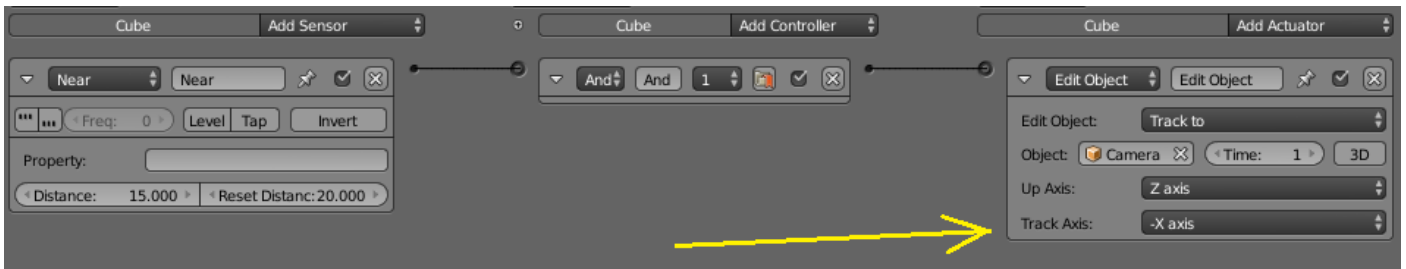 Cube Add Sensor Cube Add Controller Cube Add Actuator
Near Near And And 1 Edit Object Edit Object
Freq: 0 Level Tap Invert Edit Object: Track to
Property: Object: Camera Time: 1 3D
Distance: 15.000 Reset Distanc: 20.000 Up Axis: Z axis
Track Axis: -X axis